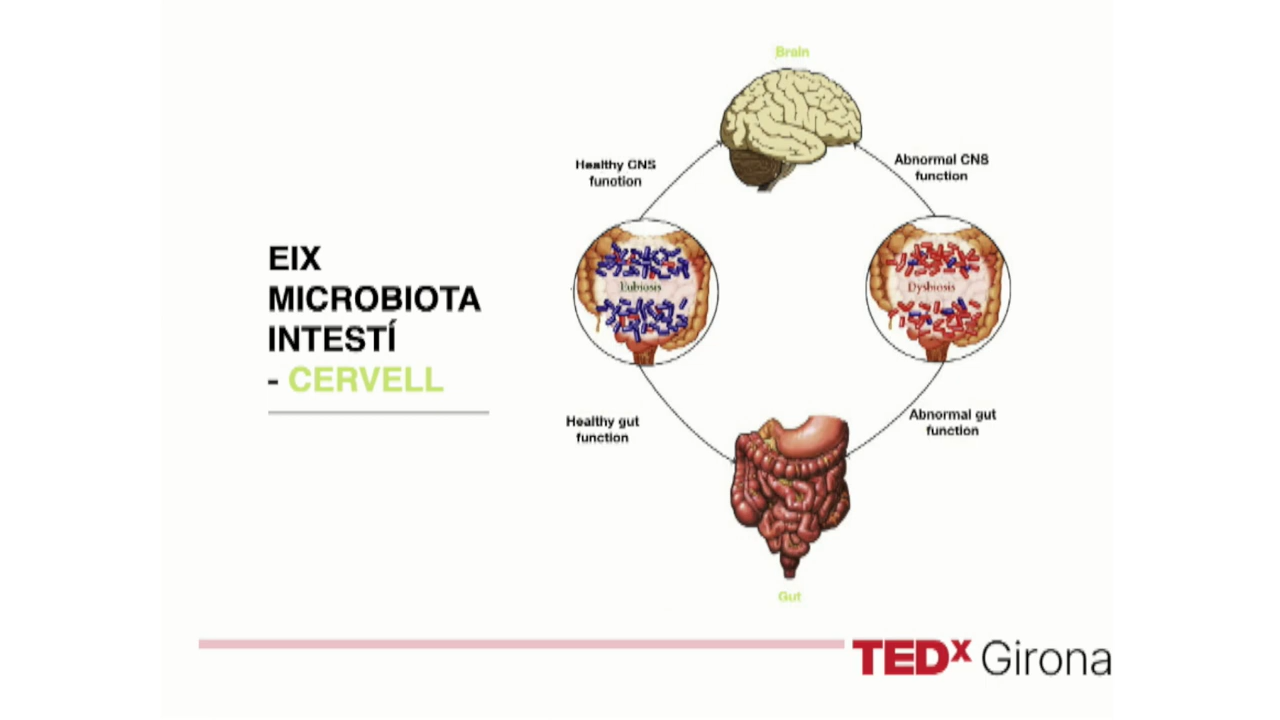 EIX
MICROBIOTA
INTESTÍ
- CERVELL
Brain
Healthy CNS
function
Abnormal CNS
function
Eubiosis
Dysbiosis
Healthy gut
function
Abnormal gut
function
Gut
TEDx Girona